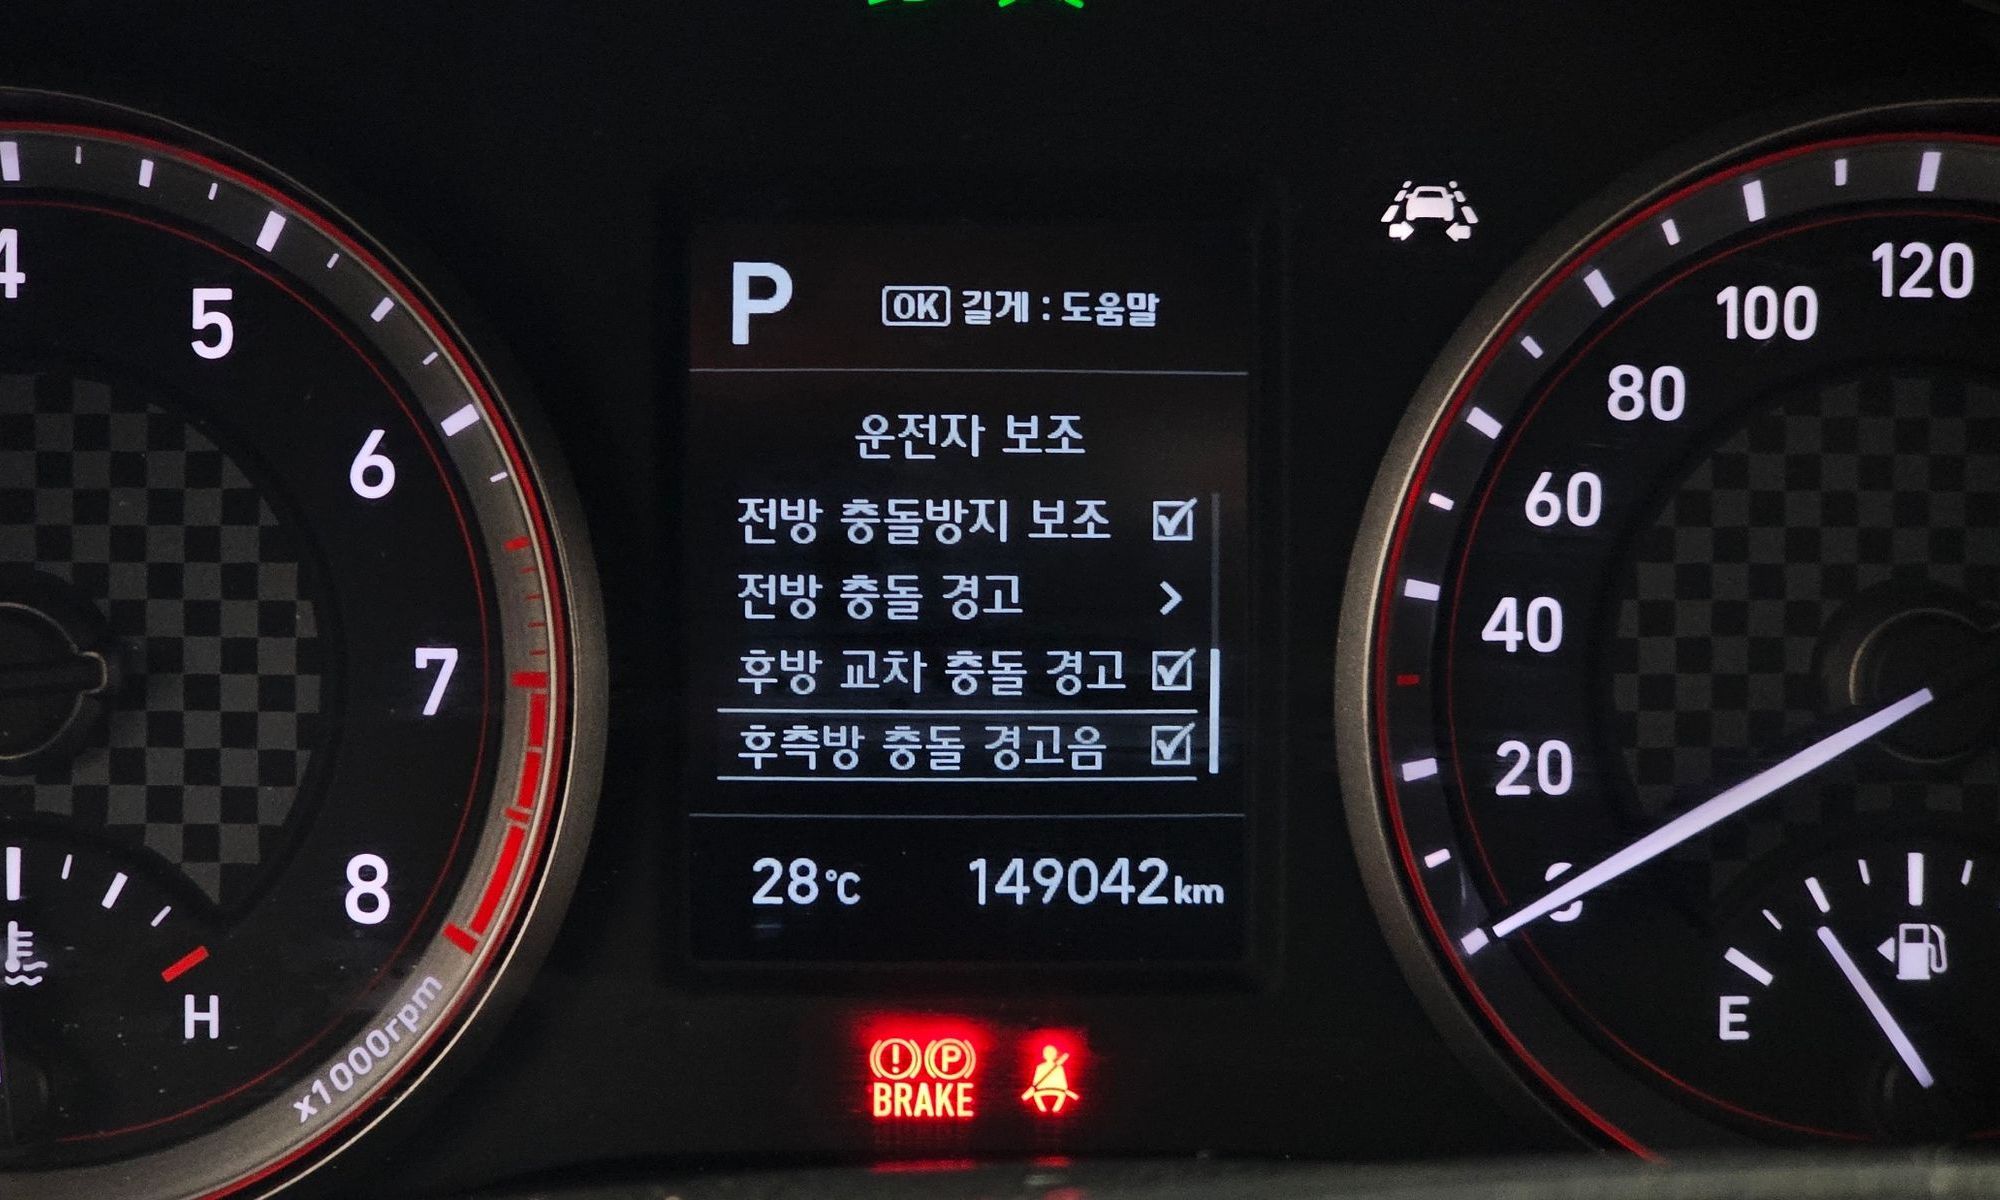 P
OK 길게 : 도움말
운전자 보조
전방 충돌방지 보조
전방 충돌 경고
후방 교차 충돌 경고
후측방 충돌 경고음
28°C 149042km
4
5
6
7
8
x1000rpm
H
120
100
80
60
40
20
0
E
! P
BRAKE